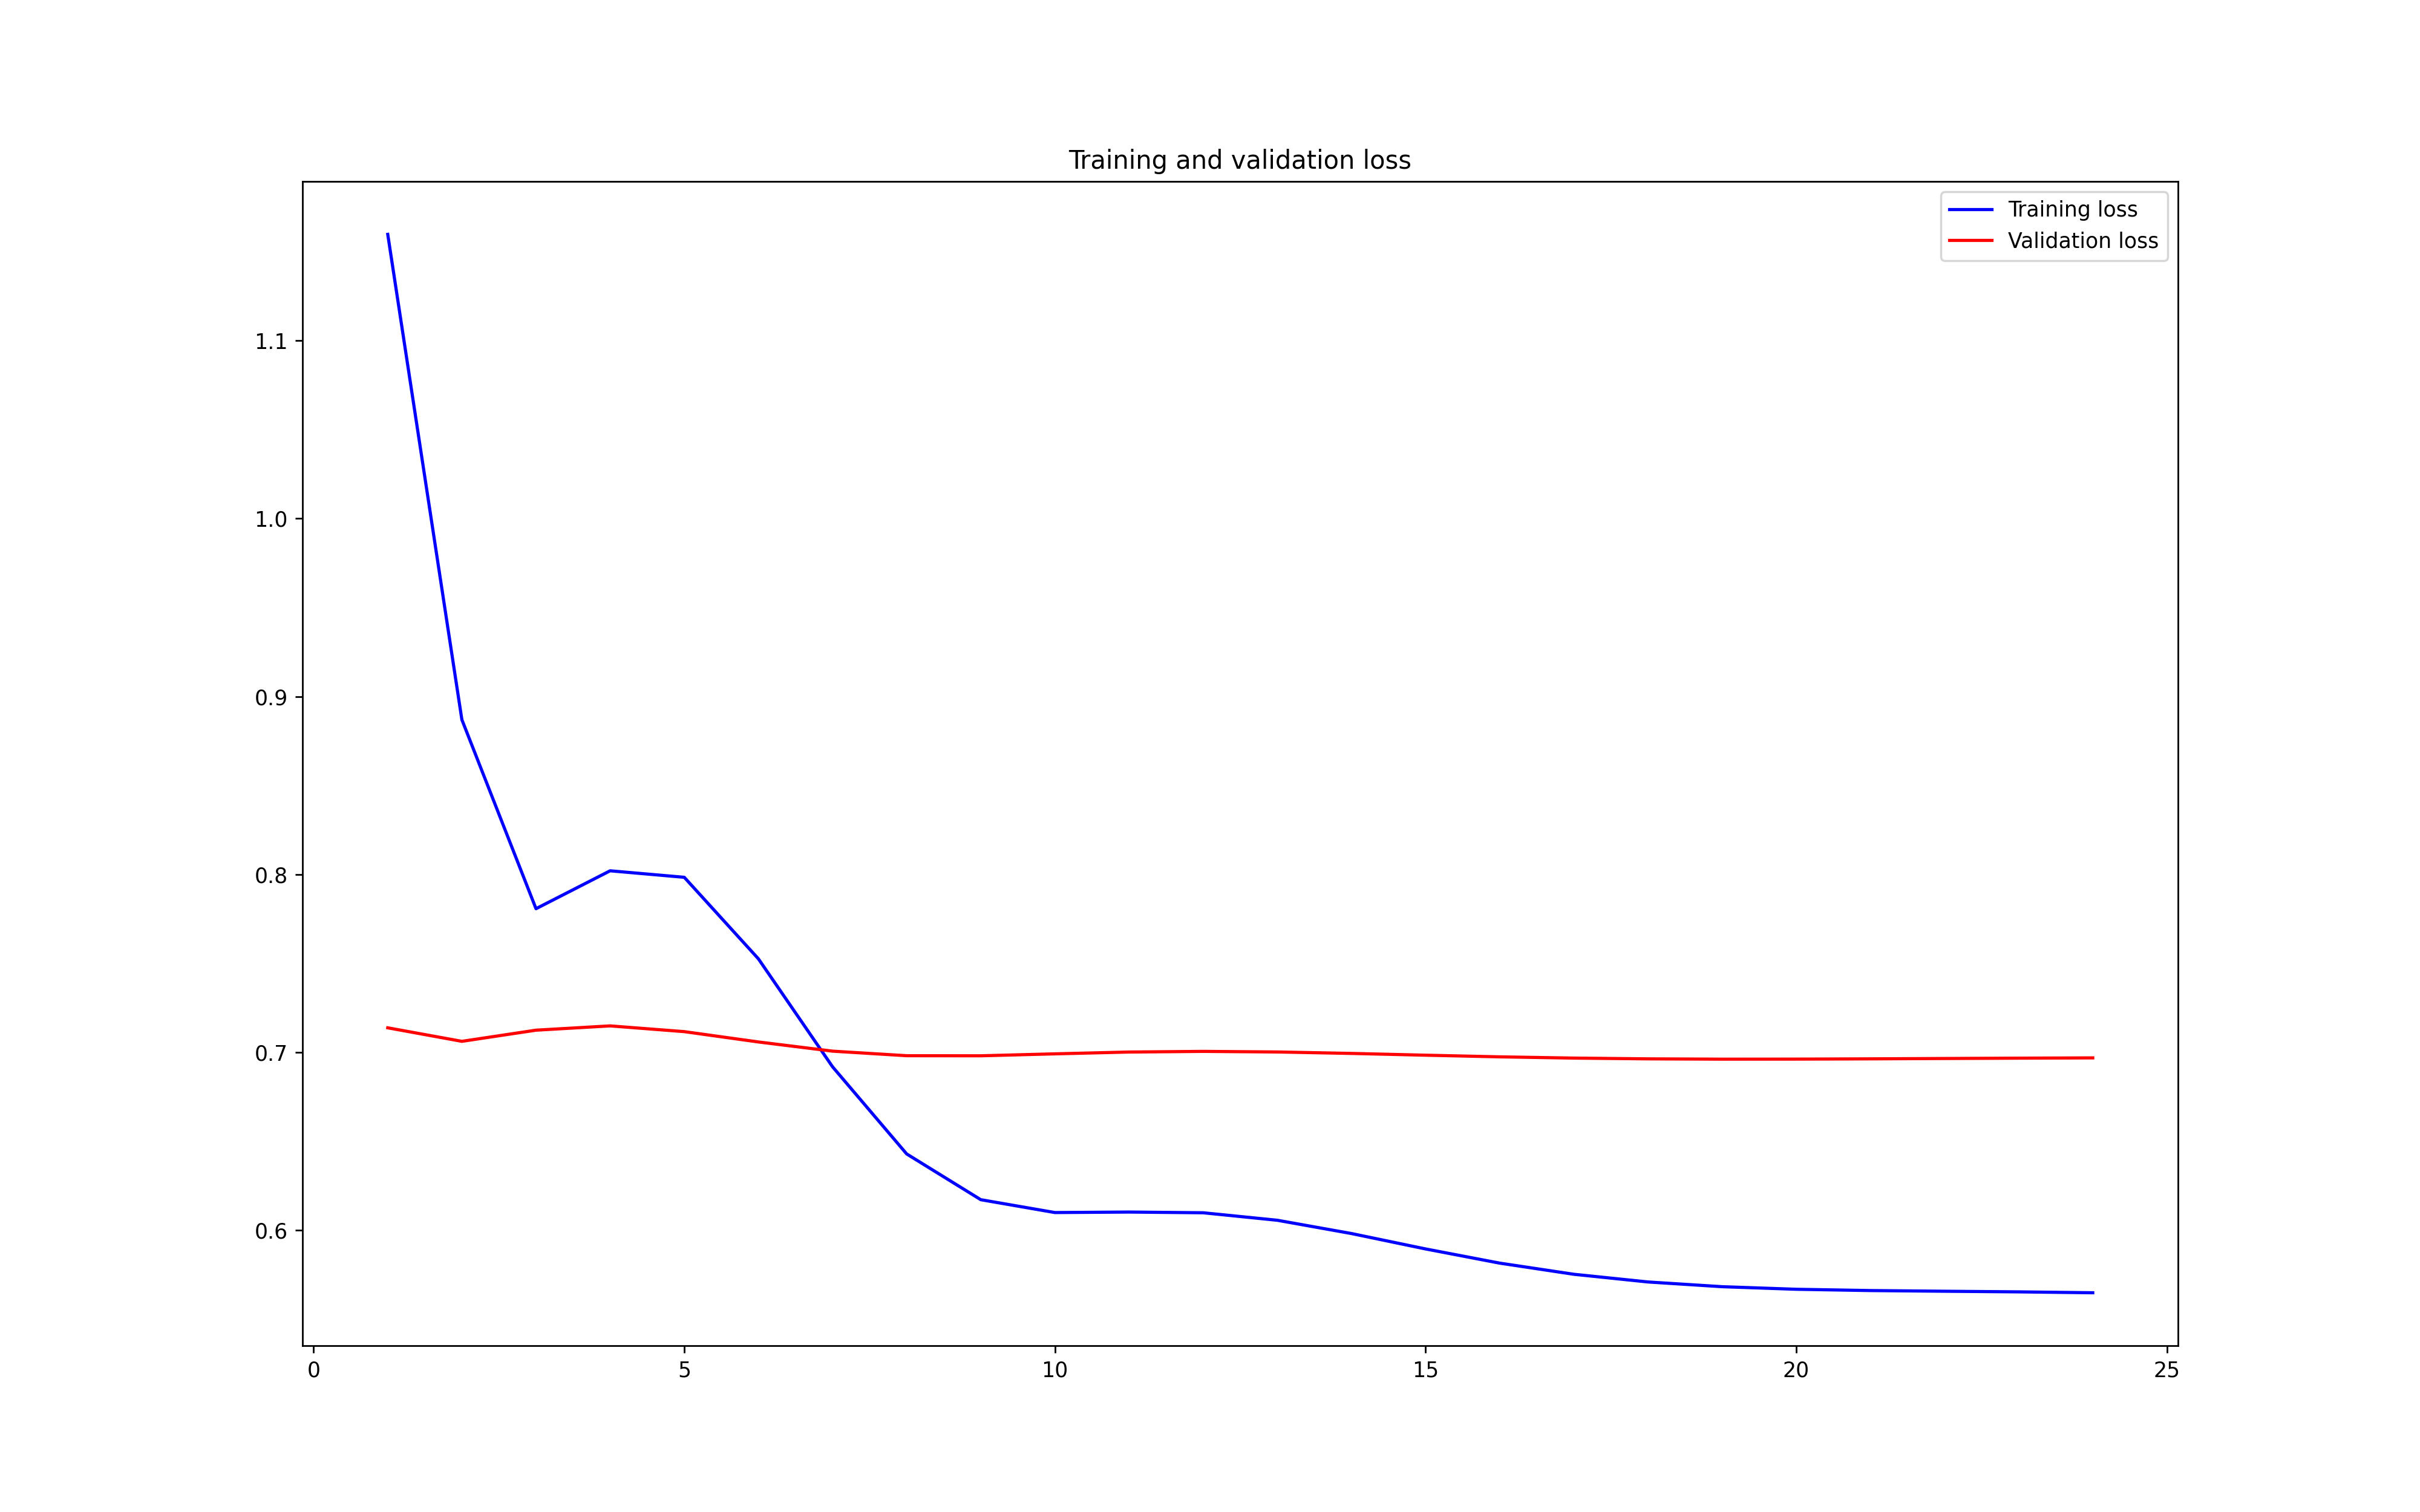 Training and validation loss
Training loss
Validation loss
1.1
1.0
0.9
0.8
0.7
0.6
0 5 10 15 20 25